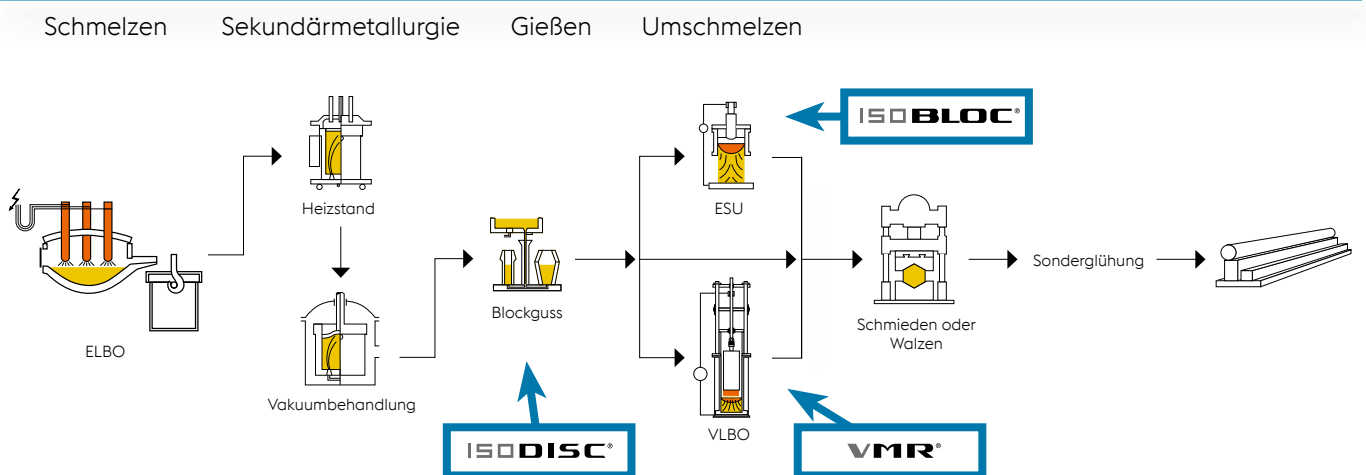 Schmelzen Sekundärmetallurgie Gießen Umschmelzen
ISOBLOC®
Heizstand
ESU
Sonderglühung
Blockguss
Schmieden oder
Walzen
ELBO
Vakuumbehandlung
VLBO
ISODISC®
VMR®